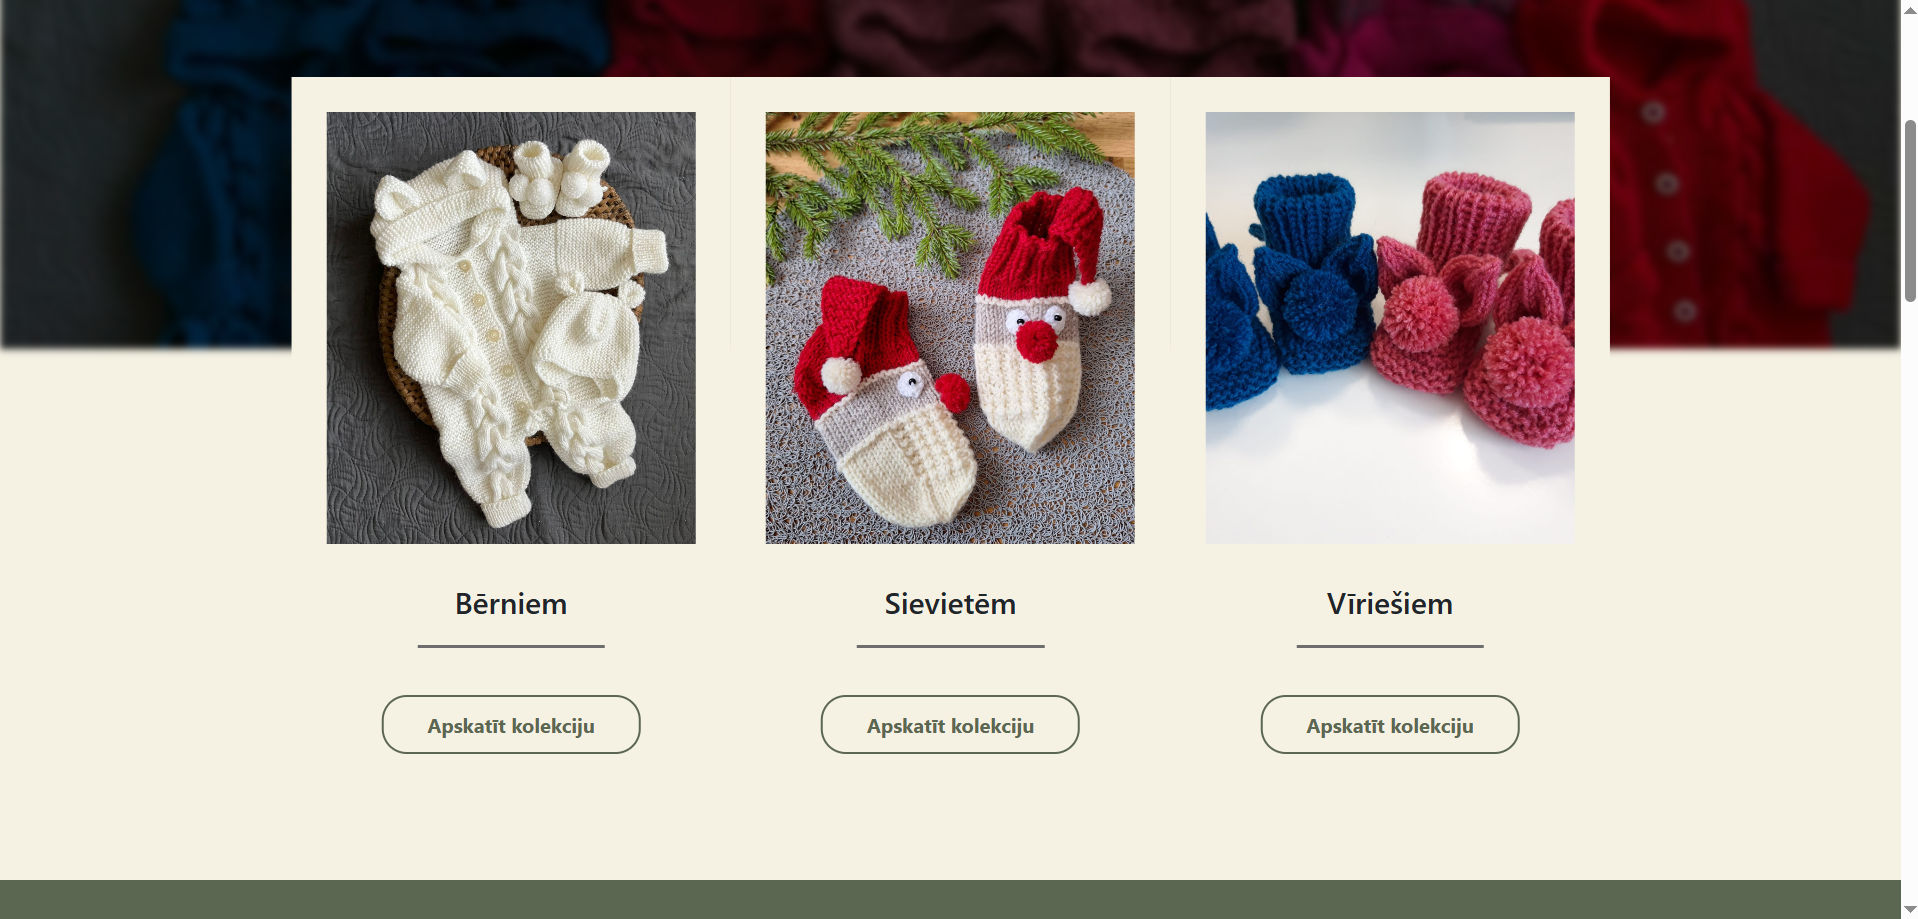 Bērniem
Sievietēm
Vīriešiem
Apskatīt kolekciju
Apskatīt kolekciju
Apskatīt kolekciju